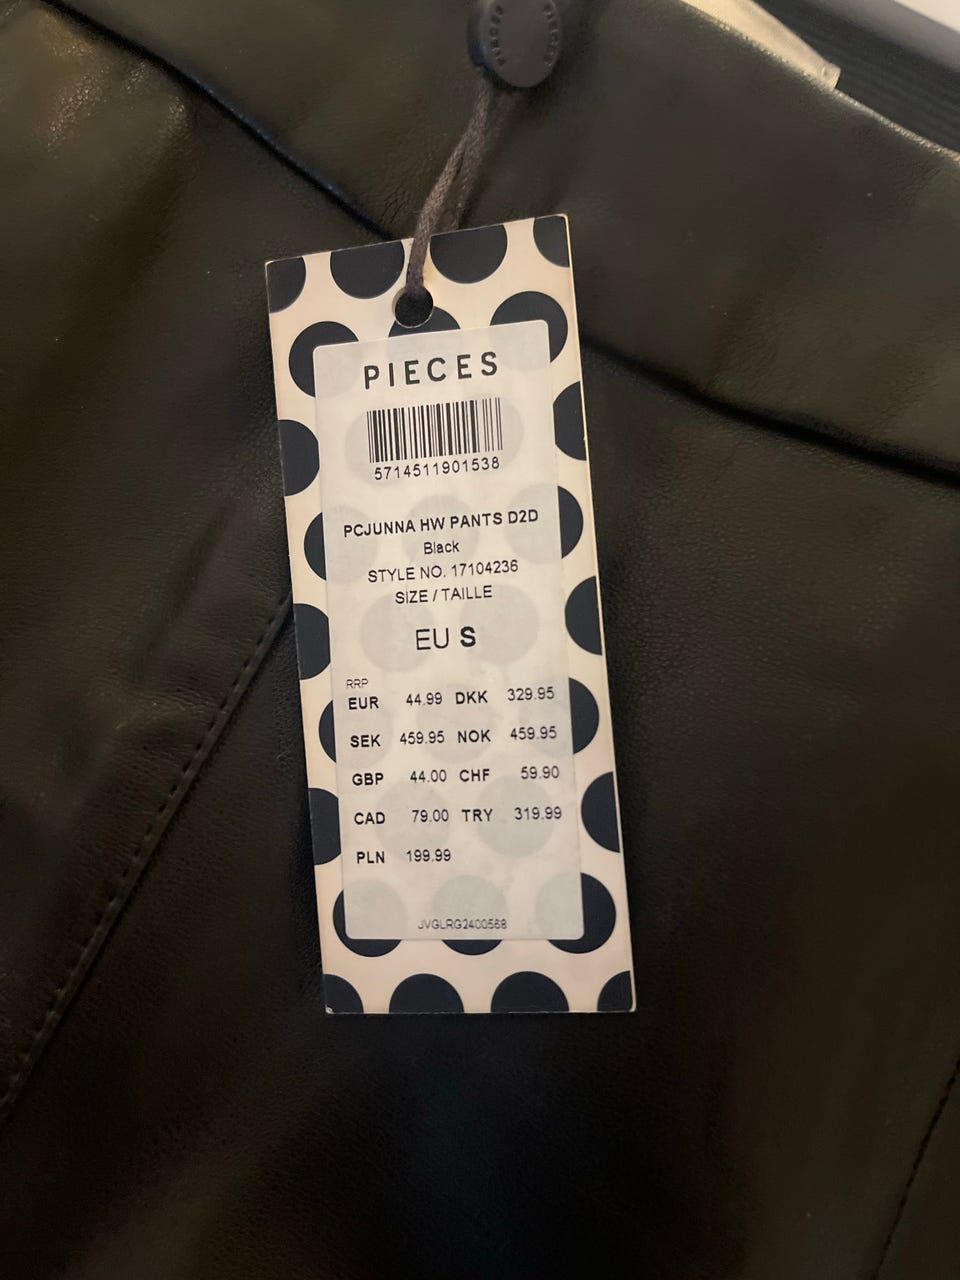 PIECES PIECES
PIECES
5714511901538
PCJUNNA HW PANTS D2D
Black
STYLE NO. 17104236
SIZE / TAILLE
EU S
RRP
EUR 44.99 DKK 329.95
SEK 459.95 NOK 459.95
GBP 44.00 CHF 59.90
CAD 79.00 TRY 319.99
PLN 199.99
JVGLRG2400568